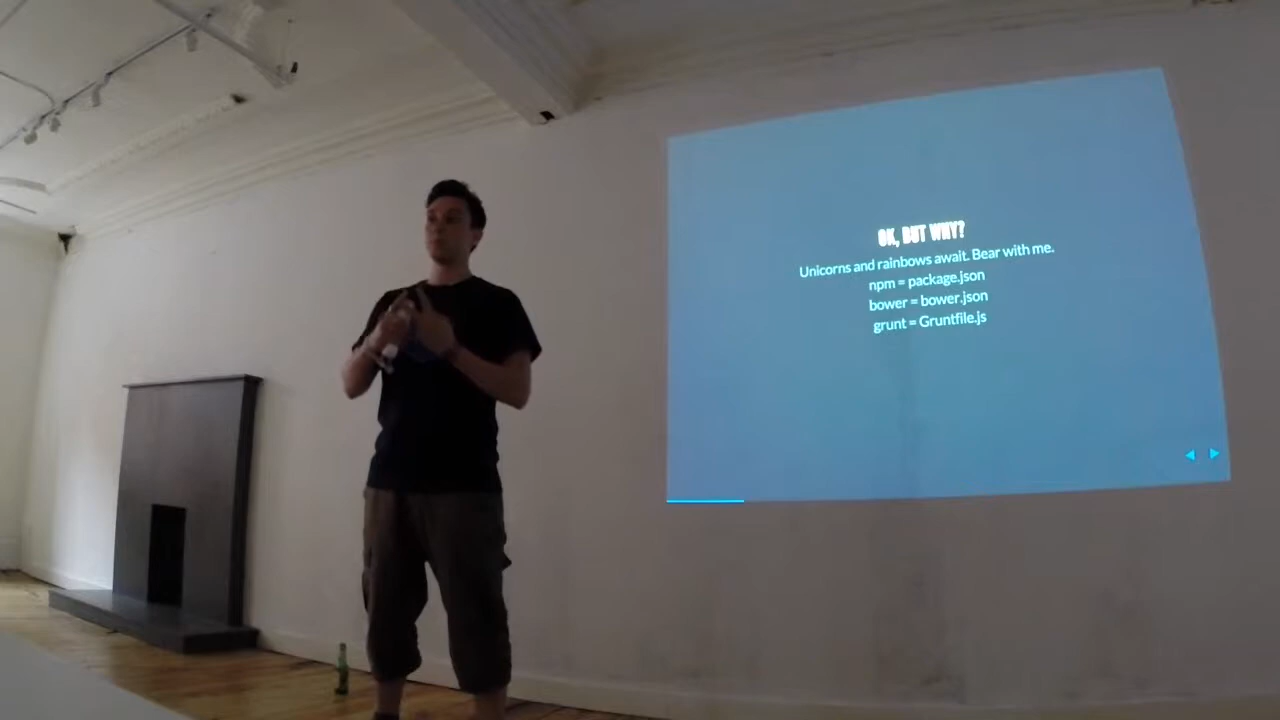 OK, BUT WHY?
Unicorns and rainbows await. Bear with me.
npm = package.json
bower = bower.json
grunt = Gruntfile.js